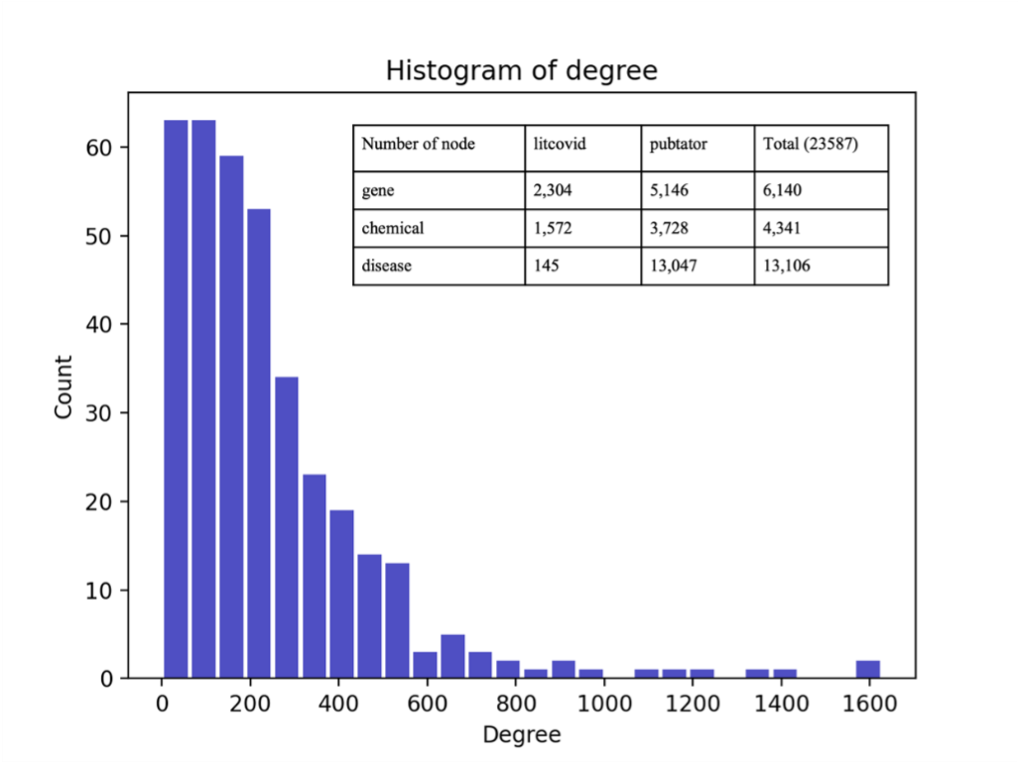 Histogram of degree
Number of node litcovid pubtator Total (23587)
gene 2,304 5,146 6,140
chemical 1,572 3,728 4,341
disease 145 13,047 13,106
60
50
40
30
20
10
0
Count
0 200 400 600 800 1000 1200 1400 1600
Degree